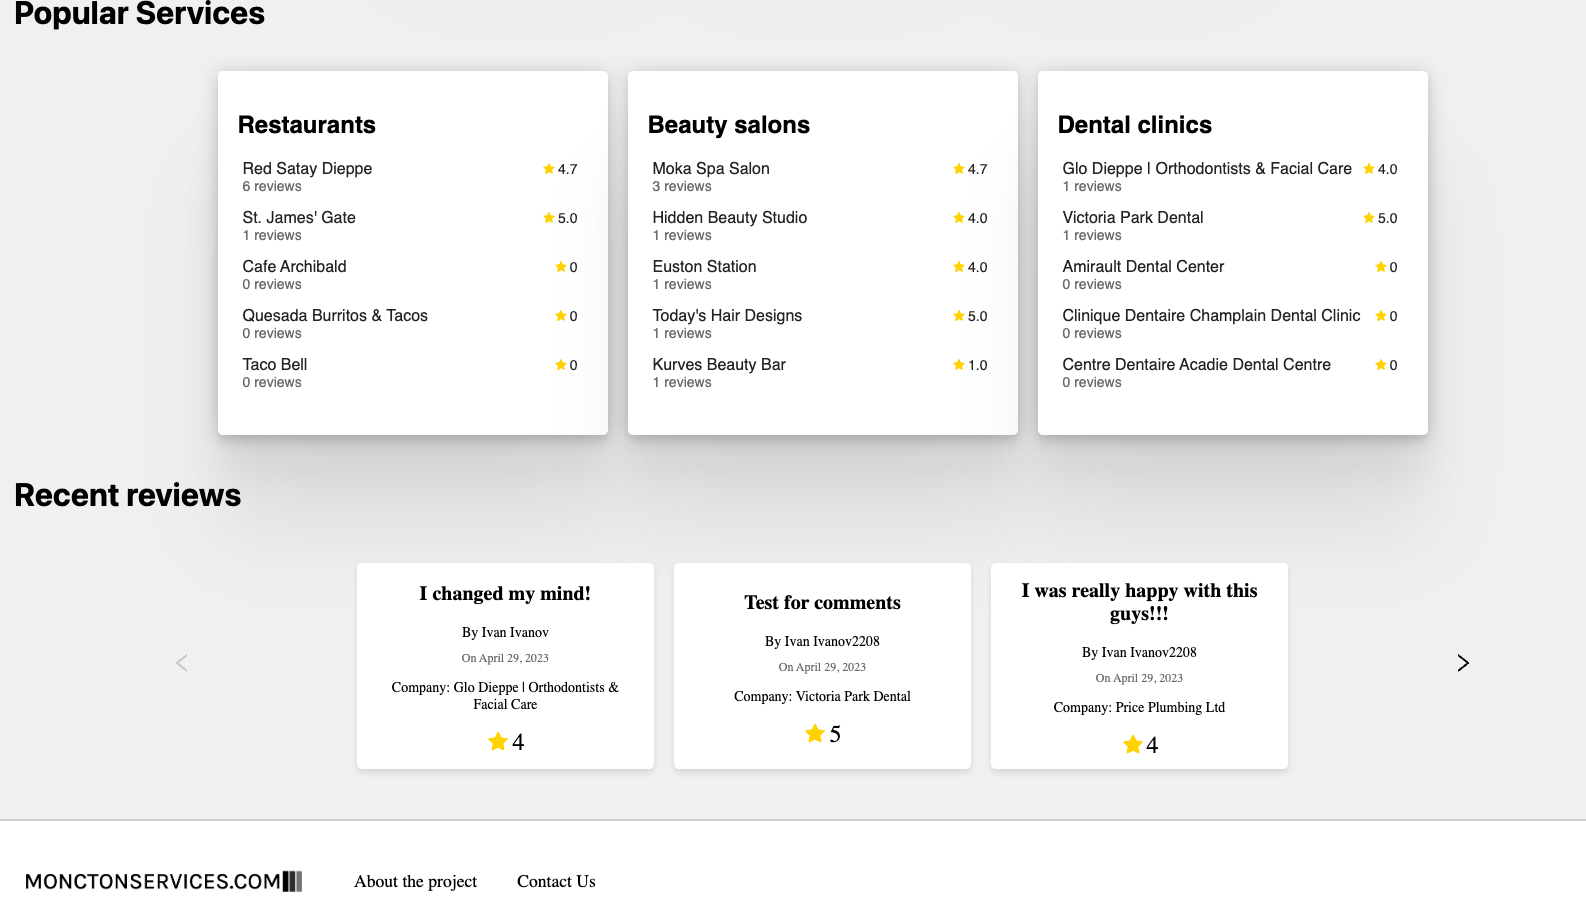 Popular Services
Restaurants
Red Satay Dieppe 4.7
6 reviews
St. James' Gate 5.0
1 reviews
Cafe Archibald 0
0 reviews
Quesada Burritos & Tacos 0
0 reviews
Taco Bell 0
0 reviews
Beauty salons
Moka Spa Salon 4.7
3 reviews
Hidden Beauty Studio 4.0
1 reviews
Euston Station 4.0
1 reviews
Today's Hair Designs 5.0
1 reviews
Kurves Beauty Bar 1.0
1 reviews
Dental clinics
Glo Dieppe | Orthodontists & Facial Care 4.0
1 reviews
Victoria Park Dental 5.0
1 reviews
Amirault Dental Center 0
0 reviews
Clinique Dentaire Champlain Dental Clinic 0
0 reviews
Centre Dentaire Acadie Dental Centre 0
0 reviews
Recent reviews
I changed my mind!
By Ivan Ivanov
On April 29, 2023
Company: Glo Dieppe | Orthodontists &
Facial Care
4
Test for comments
By Ivan Ivanov2208
On April 29, 2023
Company: Victoria Park Dental
5
I was really happy with this
guys!!!
By Ivan Ivanov2208
On April 29, 2023
Company: Price Plumbing Ltd
4
MONCTONSERVICES.COM
About the project
Contact Us